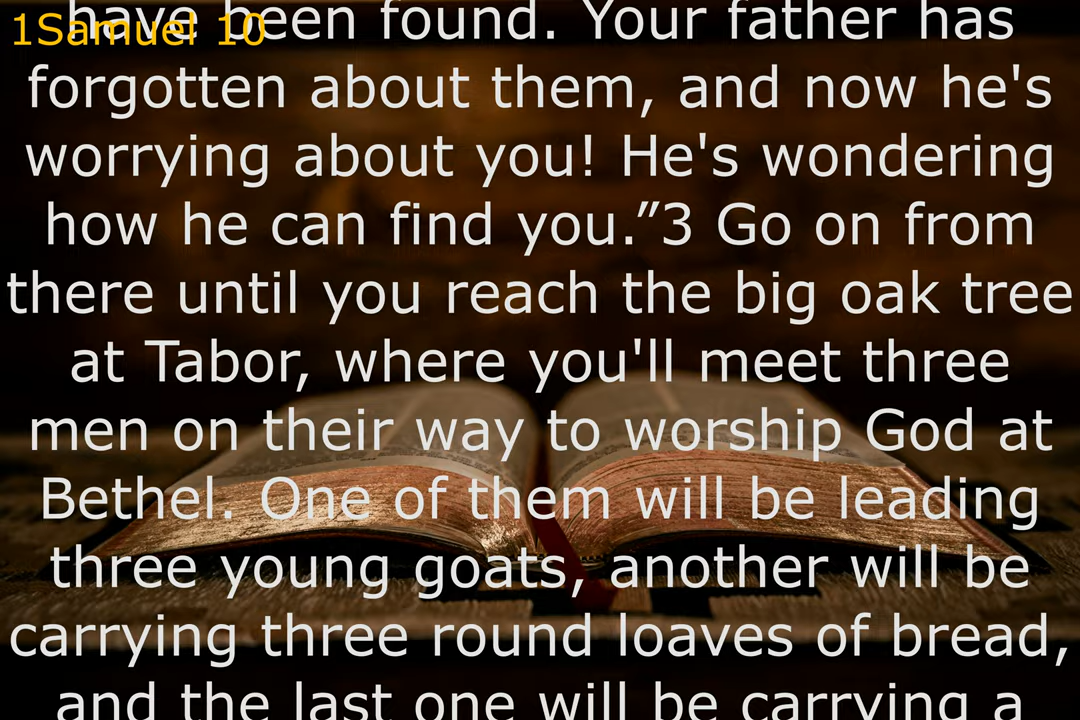 1Samuel 10
have been found. Your father has
forgotten about them, and now he's
worrying about you! He's wondering
how he can find you.”3 Go on from
there until you reach the big oak tree
at Tabor, where you'll meet three
men on their way to worship God at
Bethel. One of them will be leading
three young goats, another will be
carrying three round loaves of bread,
and the last one will be carrying a